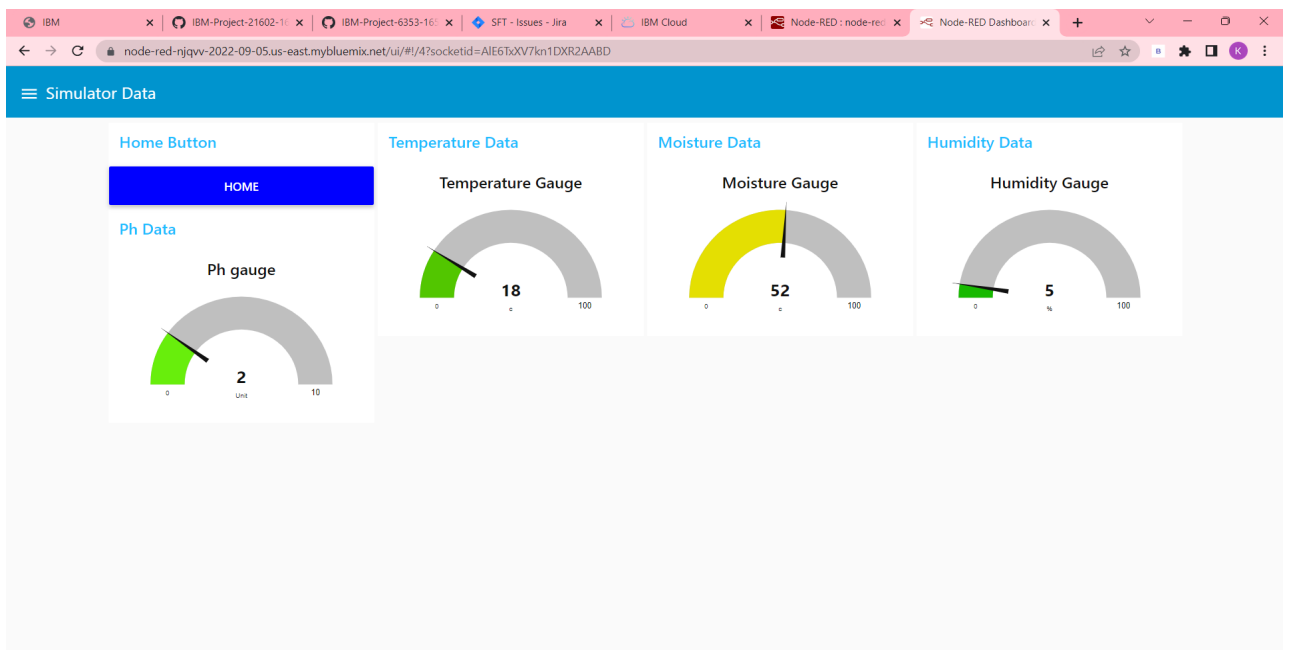 IBM
IBM-Project-21602-16
IBM-Project-6353-165
SFT - Issues - Jira
IBM Cloud
Node-RED : node-red
Node-RED Dashboard
node-red-njqvv-2022-09-05.us-east.mybluemix.net/ui/#!/4?socketid=AlE6TxXV7kn1DXR2AABD
B
K
Simulator Data
Home Button
HOME
Ph Data
Ph gauge
2
Unit
0
10
Temperature Data
Temperature Gauge
18
c
0
100
Moisture Data
Moisture Gauge
52
c
0
100
Humidity Data
Humidity Gauge
5
%
0
100